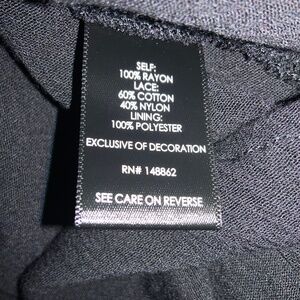 SELF:
100% RAYON
LACE:
60% COTTON
40% NYLON
LINING:
100% POLYESTER
EXCLUSIVE OF DECORATION
RN# 148862
SEE CARE ON REVERSE